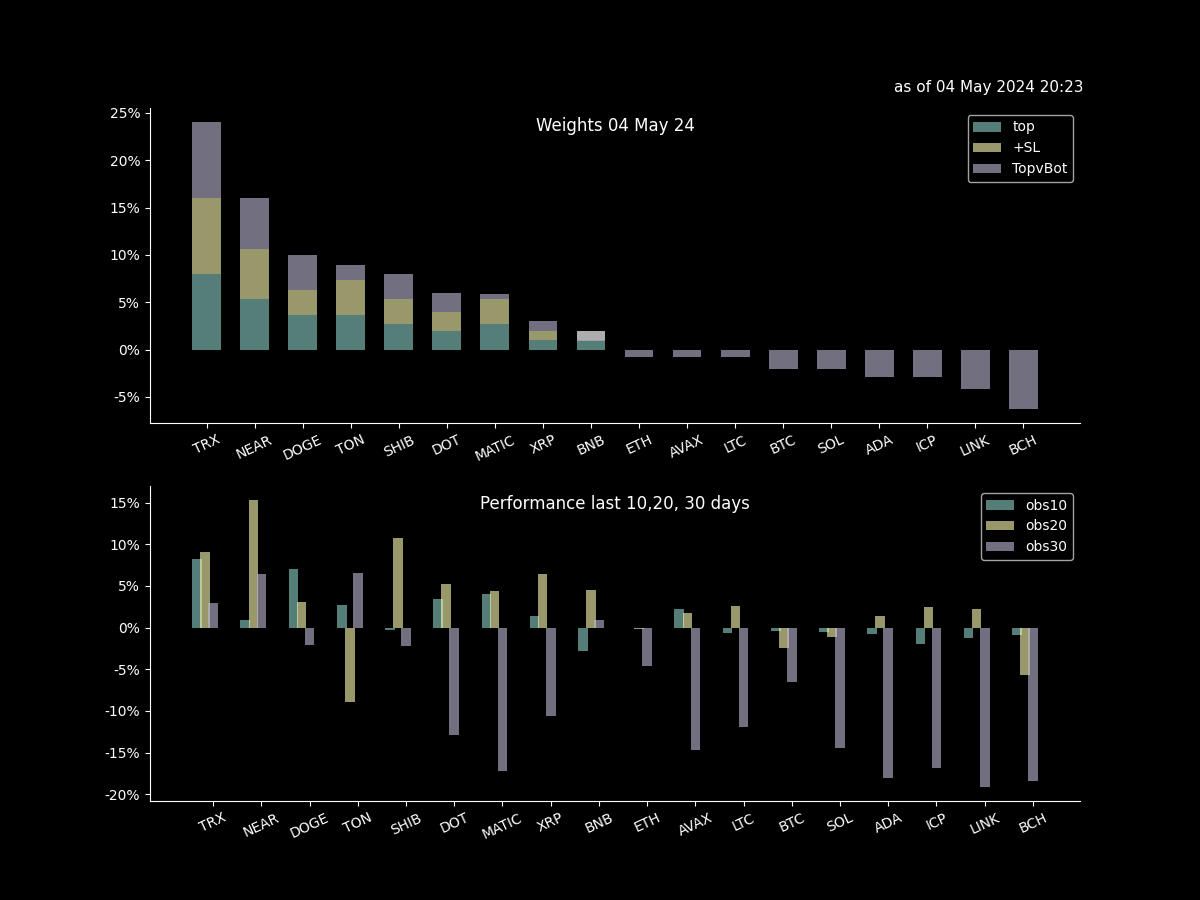 as of 04 May 2024 20:23
Weights 04 May 24
top
+SL
TopvBot
25%
20%
15%
10%
5%
0%
-5%
TRX NEAR DOGE TON SHIB DOT MATIC XRP BNB ETH AVAX LTC BTC SOL ADA ICP LINK BCH
Performance last 10,20, 30 days
obs10
obs20
obs30
15%
10%
5%
0%
-5%
-10%
-15%
-20%
TRX NEAR DOGE TON SHIB DOT MATIC XRP BNB ETH AVAX LTC BTC SOL ADA ICP LINK BCH